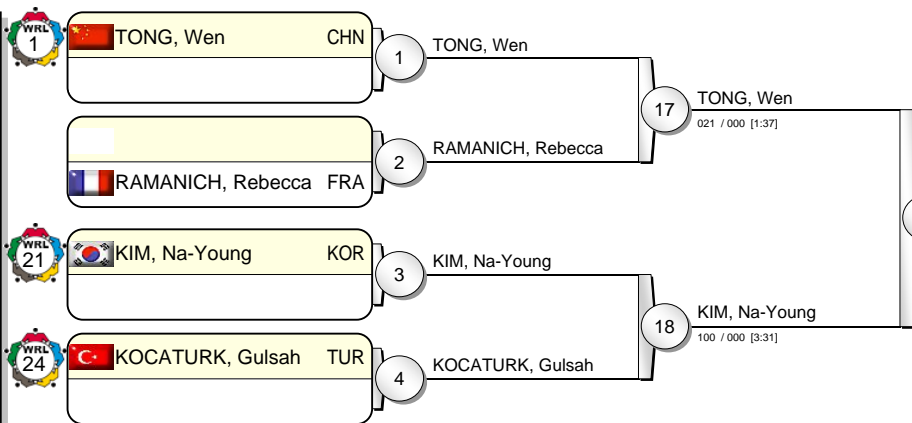 WRL
1
TONG, Wen CHN
RAMANICH, Rebecca FRA
WRL
21
KIM, Na-Young KOR
WRL
24
KOCATURK, Gulsah TUR
1
2
3
4
TONG, Wen
RAMANICH, Rebecca
KIM, Na-Young
KOCATURK, Gulsah
17
18
TONG, Wen
021 / 000 [1:37]
KIM, Na-Young
100 / 000 [3:31]